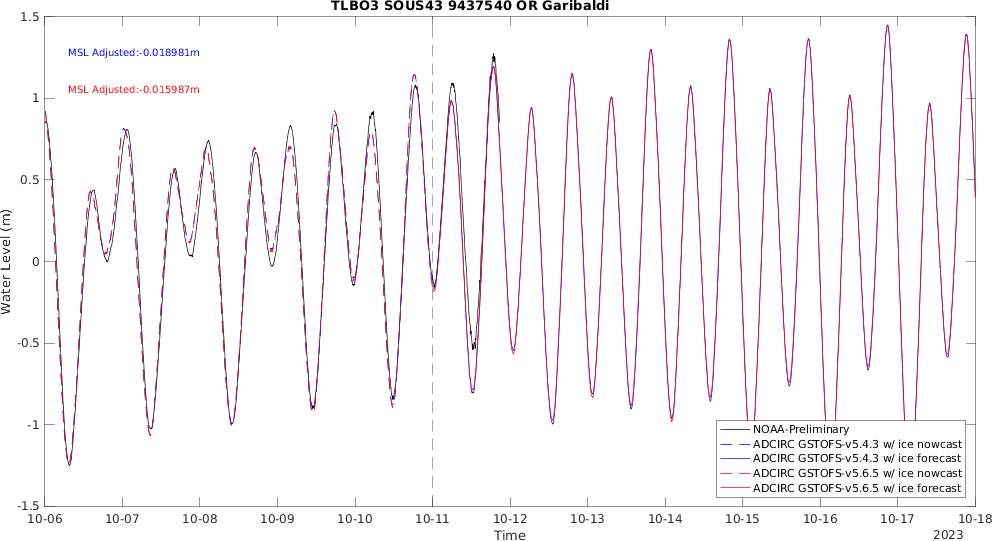 TLBO3 SOUS43 9437540 OR Garibaldi
MSL Adjusted:-0.018981m
MSL Adjusted:-0.015987m
1.5
1
0.5
0
-0.5
-1
-1.5
Water Level (m)
NOAA-Preliminary
ADCIRC GSTOFS-v5.4.3 w/ ice nowcast
ADCIRC GSTOFS-v5.4.3 w/ ice forecast
ADCIRC GSTOFS-v5.6.5 w/ ice nowcast
ADCIRC GSTOFS-v5.6.5 w/ ice forecast
10-06 10-07 10-08 10-09 10-10 10-11 10-12 10-13 10-14 10-15 10-16 10-17 10-18
Time
2023